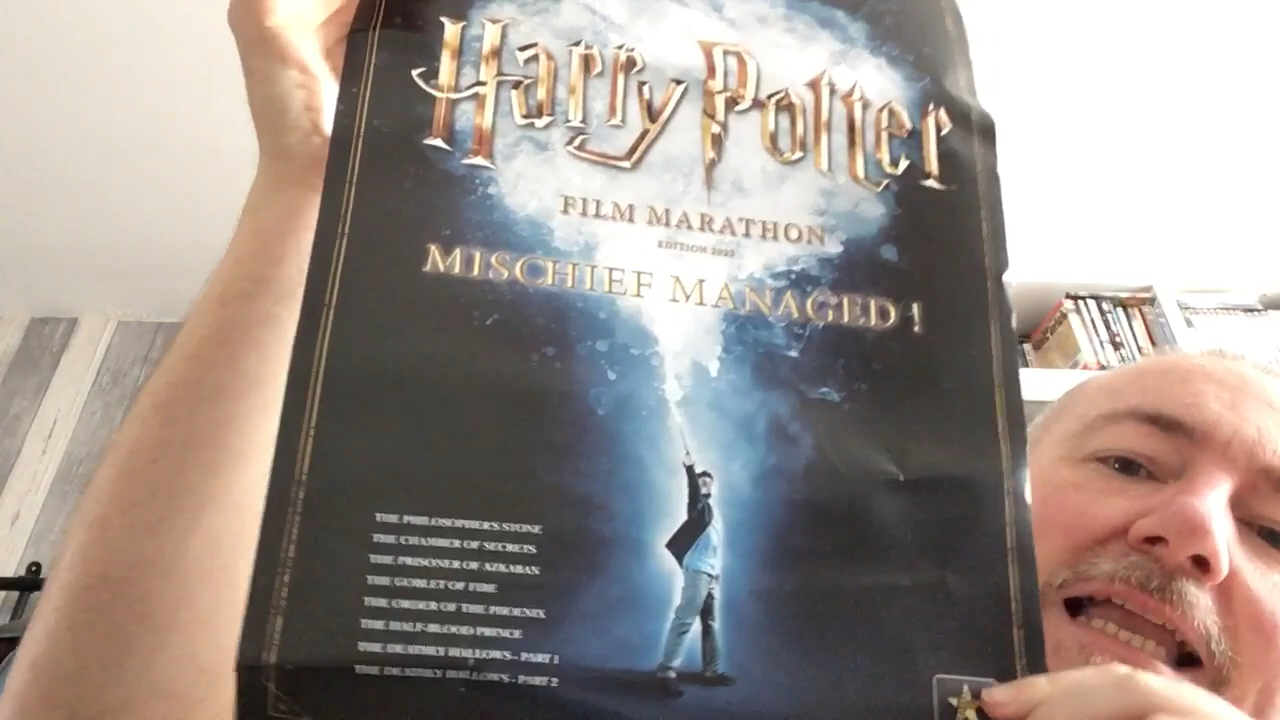 Harry Potter
FILM MARATHON
MISCHIEF MANAGED!
THE PHILOSOPHER'S STONE
THE CHAMBER OF SECRETS
THE PRISONER OF AZKABAN
THE GOBLET OF FIRE
THE ORDER OF THE PHOENIX
THE HALF-BLOOD PRINCE
THE DEATHLY HALLOWS - PART 1
THE DEATHLY HALLOWS - PART 2
EDITION